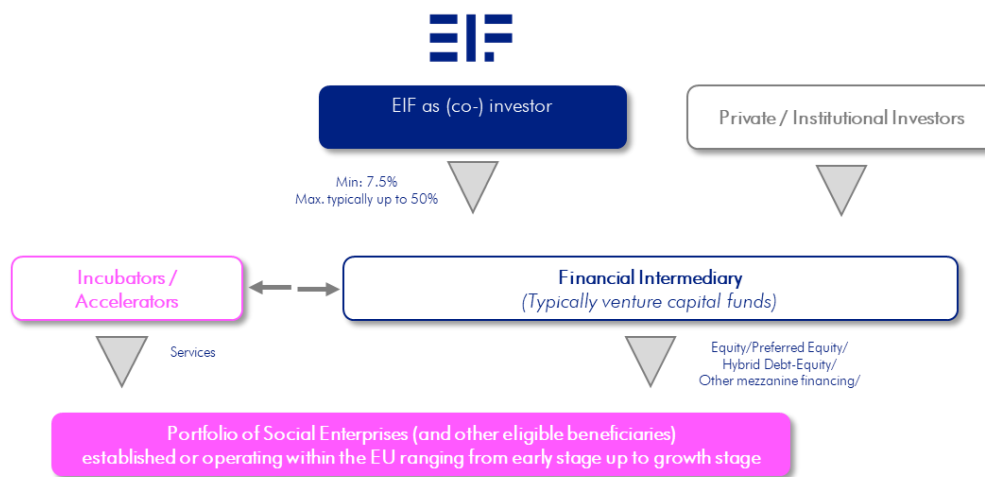 EIF
EIF as (co-) investor
Private / Institutional Investors
Min: 7.5%
Max. typically up to 50%
Incubators /
Accelerators
Financial Intermediary
(Typically venture capital funds)
Services
Equity/Preferred Equity/
Hybrid Debt-Equity/
Other mezzanine financing/
Portfolio of Social Enterprises (and other eligible beneficiaries)
established or operating within the EU ranging from early stage up to growth stage